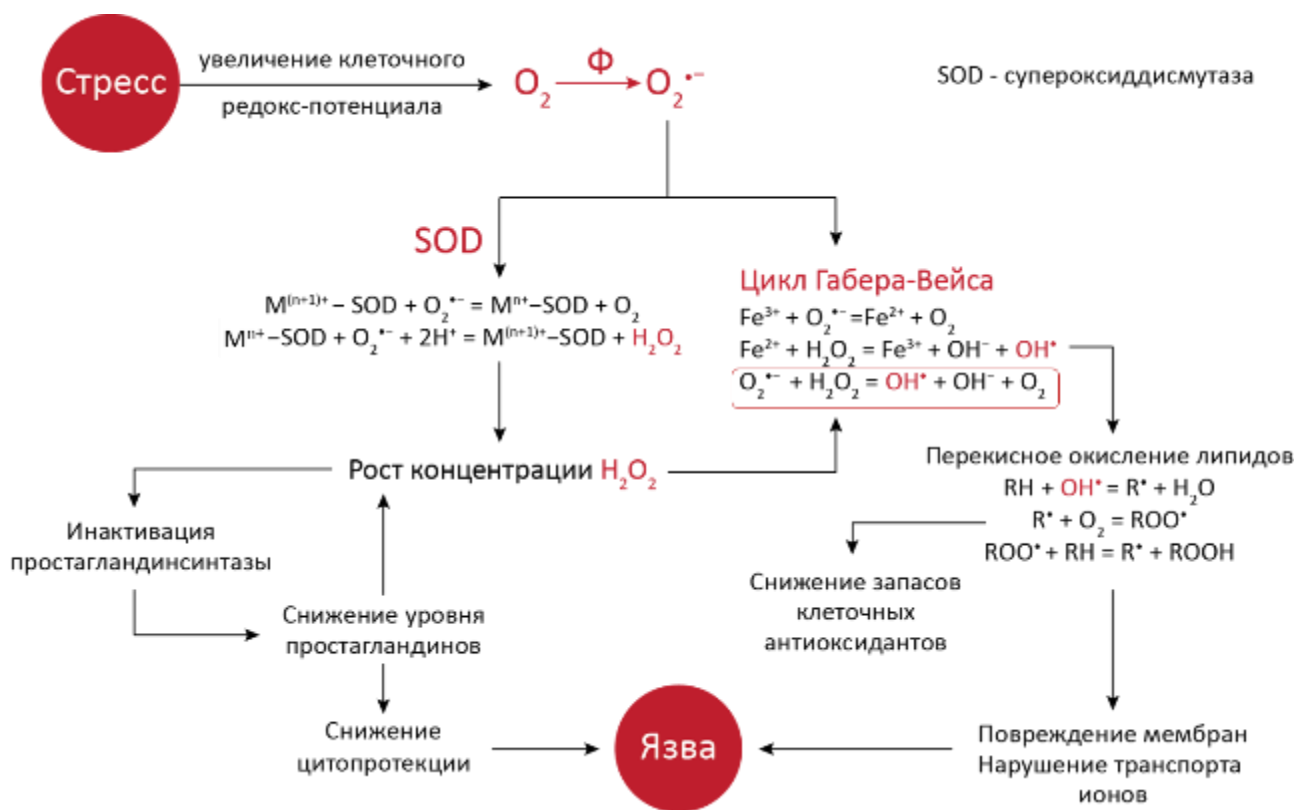 Стресс
увеличение клеточного
редокс-потенциала
O₂ Ф O₂•⁻
SOD - супероксиддисмутаза
SOD
M⁽ⁿ⁺¹⁾⁺ – SOD + O₂•⁻ = Mⁿ⁺–SOD + O₂
Mⁿ⁺–SOD + O₂•⁻ + 2H⁺ = M⁽ⁿ⁺¹⁾⁺–SOD + H₂O₂
Цикл Габера-Вейса
Fe³⁺ + O₂•⁻ =Fe²⁺ + O₂
Fe²⁺ + H₂O₂ = Fe³⁺ + OH⁻ + OH•
O₂•⁻ + H₂O₂ = OH• + OH⁻ + O₂
Рост концентрации H₂O₂
Перекисное окисление липидов
RH + OH• = R• + H₂O
R• + O₂ = ROO•
ROO• + RH = R• + ROOH
Инактивация
простагландинсинтазы
Снижение уровня
простагландинов
Снижение запасов
клеточных
антиоксидантов
Снижение
цитопротекции
Язва
Повреждение мембран
Нарушение транспорта
ионов